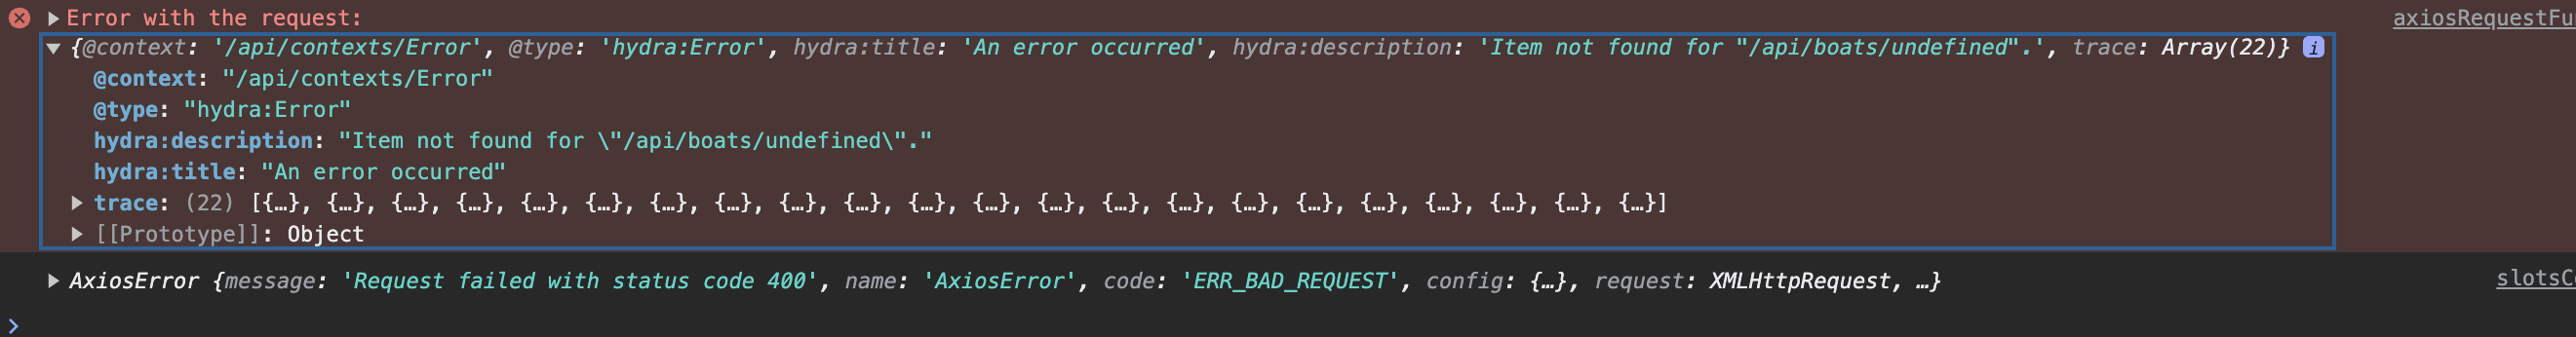 Error with the request: axiosRequestFu
{@context: '/api/contexts/Error', @type: 'hydra:Error', hydra:title: 'An error occurred', hydra:description: 'Item not found for "/api/boats/undefined".', trace: Array(22)} i
@context: "/api/contexts/Error"
@type: "hydra:Error"
hydra:description: "Item not found for \"/api/boats/undefined\"."
hydra:title: "An error occurred"
trace: (22) [{…}, {…}, {…}, {…}, {…}, {…}, {…}, {…}, {…}, {…}, {…}, {…}, {…}, {…}, {…}, {…}, {…}, {…}, {…}, {…}, {…}, {…}]
[[Prototype]]: Object
AxiosError {message: 'Request failed with status code 400', name: 'AxiosError', code: 'ERR_BAD_REQUEST', config: {…}, request: XMLHttpRequest, …} slotsC